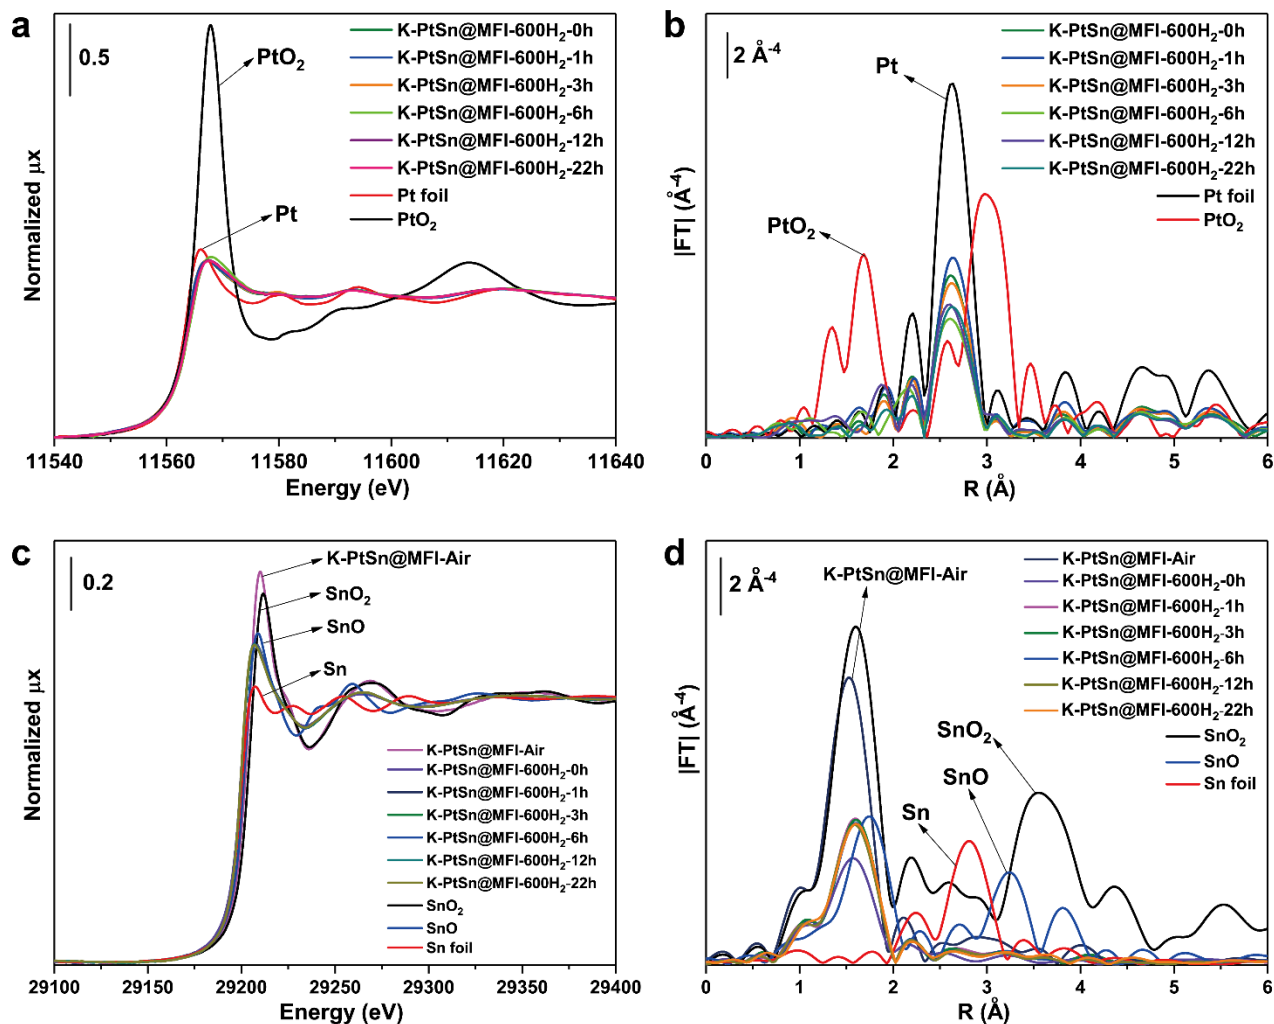 a
0.5
PtO2
Pt
K-PtSn@MFI-600H2-0h
K-PtSn@MFI-600H2-1h
K-PtSn@MFI-600H2-3h
K-PtSn@MFI-600H2-6h
K-PtSn@MFI-600H2-12h
K-PtSn@MFI-600H2-22h
Pt foil
PtO2
Normalized μx
11540 11560 11580 11600 11620 11640
Energy (eV)
b
2 Å-4
Pt
PtO2
K-PtSn@MFI-600H2-0h
K-PtSn@MFI-600H2-1h
K-PtSn@MFI-600H2-3h
K-PtSn@MFI-600H2-6h
K-PtSn@MFI-600H2-12h
K-PtSn@MFI-600H2-22h
Pt foil
PtO2
|FT| (Å-4)
0 1 2 3 4 5 6
R (Å)
c
0.2
K-PtSn@MFI-Air
SnO2
SnO
Sn
K-PtSn@MFI-Air
K-PtSn@MFI-600H2-0h
K-PtSn@MFI-600H2-1h
K-PtSn@MFI-600H2-3h
K-PtSn@MFI-600H2-6h
K-PtSn@MFI-600H2-12h
K-PtSn@MFI-600H2-22h
SnO2
SnO
Sn foil
Normalized μx
29100 29150 29200 29250 29300 29350 29400
Energy (eV)
d
2 Å-4
K-PtSn@MFI-Air
Sn
SnO
SnO2
K-PtSn@MFI-Air
K-PtSn@MFI-600H2-0h
K-PtSn@MFI-600H2-1h
K-PtSn@MFI-600H2-3h
K-PtSn@MFI-600H2-6h
K-PtSn@MFI-600H2-12h
K-PtSn@MFI-600H2-22h
SnO2
SnO
Sn foil
|FT| (Å-4)
0 1 2 3 4 5 6
R (Å)